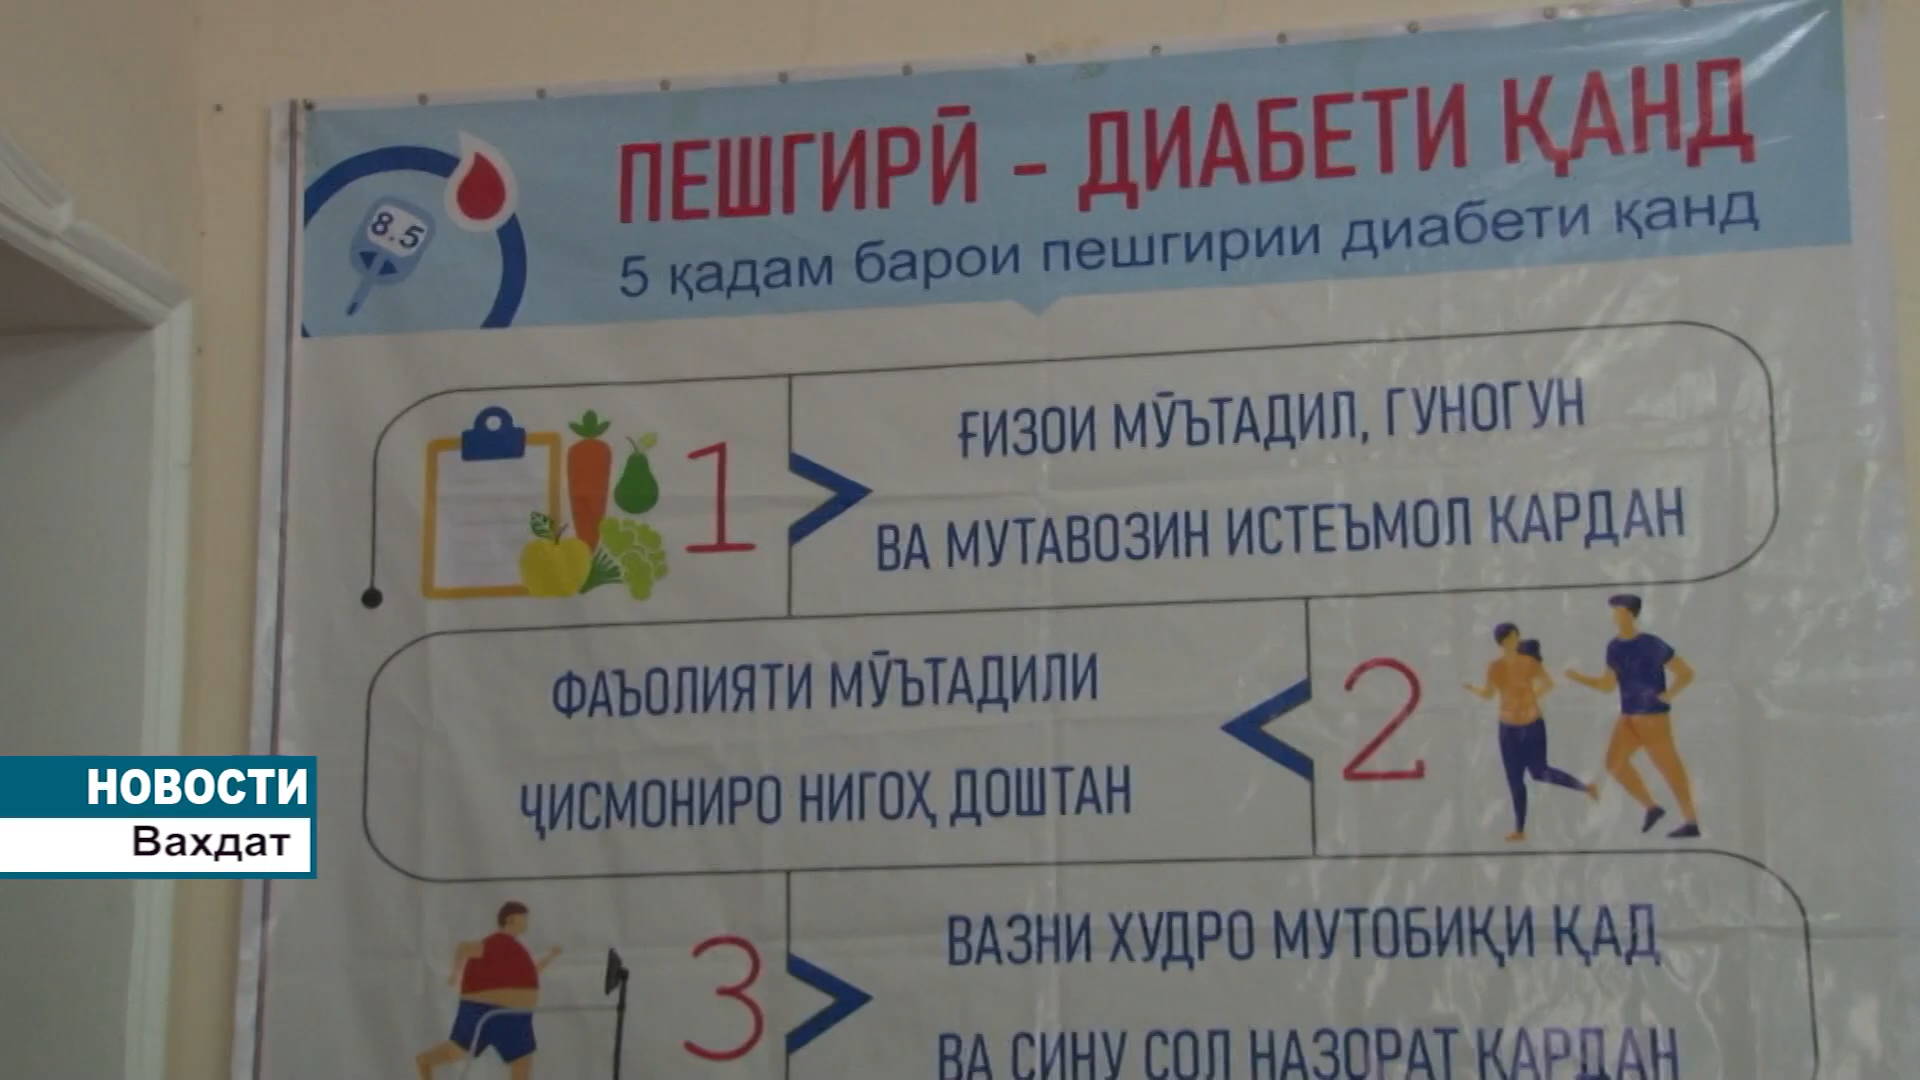 ПЕШГИРӢ - ДИАБЕТИ ҚАНД
5 қадам барои пешгирии диабети қанд
8.5
1
ҒИЗОИ МӮЪТАДИЛ, ГУНОГУН
ВА МУТАВОЗИН ИСТЕЪМОЛ КАРДАН
ФАЪОЛИЯТИ МӮЪТАДИЛИ
ҶИСМОНИРО НИГОҲ ДОШТАН
2
3
ВАЗНИ ХУДРО МУТОБИҚИ ҚАД
ВА СИНУ СОЛ НАЗОРАТ КАРДАН
НОВОСТИ
Вахдат